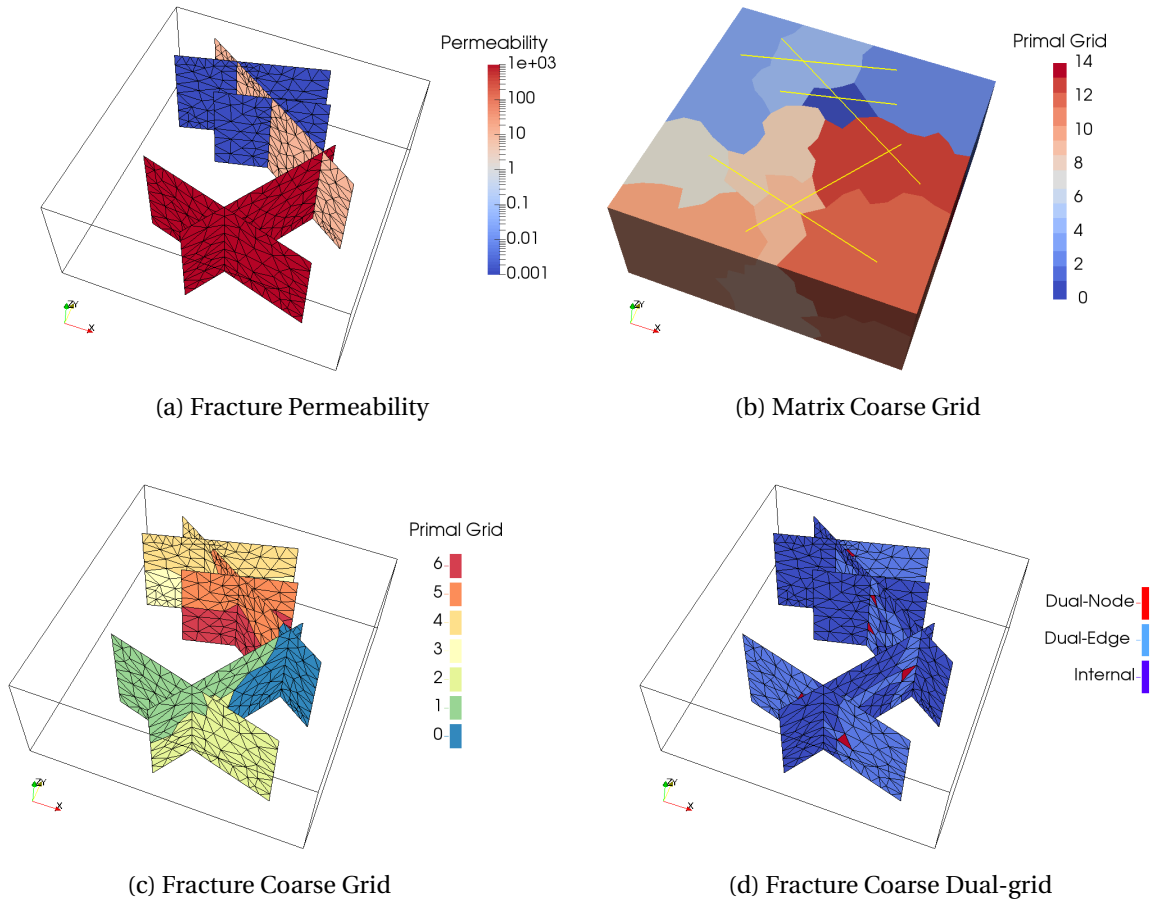 Permeability
1e+03
100
10
1
0.1
0.01
0.001
X
(a) Fracture Permeability
Primal Grid
14
12
10
8
6
4
2
0
X
(b) Matrix Coarse Grid
Primal Grid
6
5
4
3
2
1
0
X
(c) Fracture Coarse Grid
Dual-Node
Dual-Edge
Internal
X
(d) Fracture Coarse Dual-grid